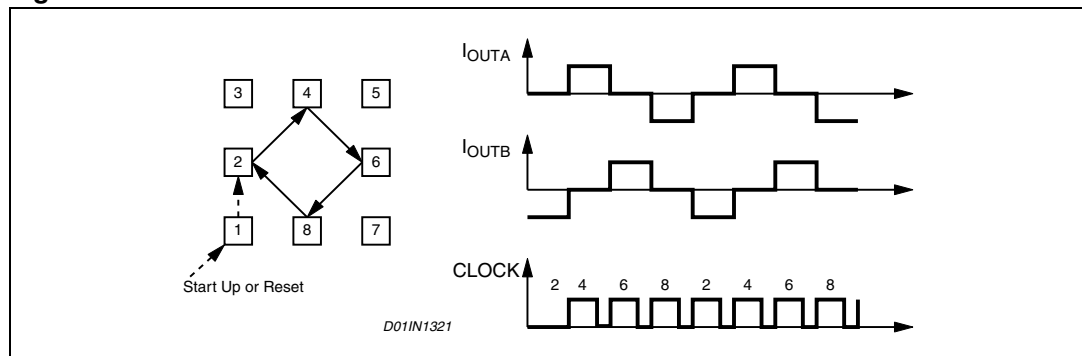 3 4 5
2 6
1 8 7
Start Up or Reset
D01IN1321
IOUTA
IOUTB
CLOCK
2 4 6 8 2 4 6 8